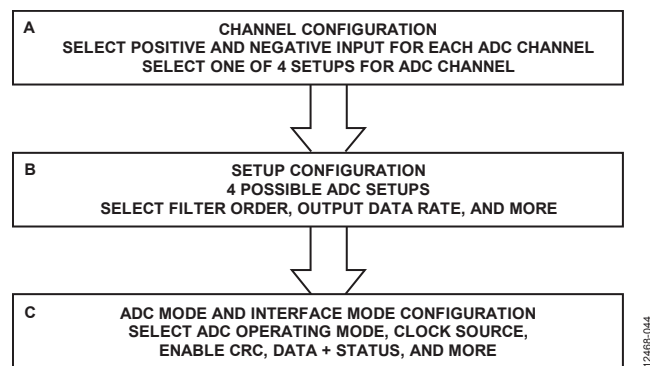 A
CHANNEL CONFIGURATION
SELECT POSITIVE AND NEGATIVE INPUT FOR EACH ADC CHANNEL
SELECT ONE OF 4 SETUPS FOR ADC CHANNEL
B
SETUP CONFIGURATION
4 POSSIBLE ADC SETUPS
SELECT FILTER ORDER, OUTPUT DATA RATE, AND MORE
C
ADC MODE AND INTERFACE MODE CONFIGURATION
SELECT ADC OPERATING MODE, CLOCK SOURCE,
ENABLE CRC, DATA + STATUS, AND MORE
12468-044